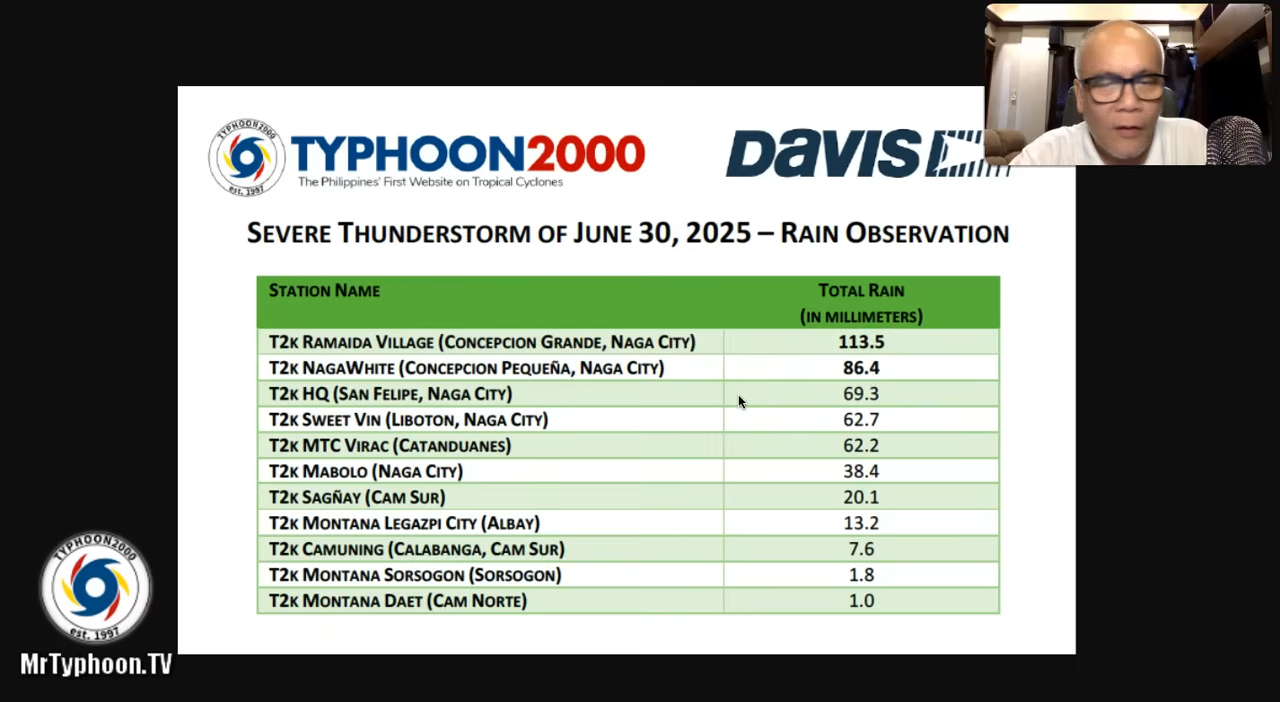 TYPHOON2000
est. 1997
TYPHOON2000
The Philippines' First Website on Tropical Cyclones
DAVIS
SEVERE THUNDERSTORM OF JUNE 30, 2025 – RAIN OBSERVATION
STATION NAME TOTAL RAIN
(IN MILLIMETERS)
T2K RAMAIDA VILLAGE (CONCEPCION GRANDE, NAGA CITY) 113.5
T2K NAGAWHITE (CONCEPCION PEQUEÑA, NAGA CITY) 86.4
T2K HQ (SAN FELIPE, NAGA CITY) 69.3
T2K SWEET VIN (LIBOTON, NAGA CITY) 62.7
T2K MTC VIRAC (CATANDUANES) 62.2
T2K MABOLO (NAGA CITY) 38.4
T2K SAGÑAY (CAM SUR) 20.1
T2K MONTANA LEGAZPI CITY (ALBAY) 13.2
T2K CAMUNING (CALABANGA, CAM SUR) 7.6
T2K MONTANA SORSOGON (SORSOGON) 1.8
T2K MONTANA DAET (CAM NORTE) 1.0
TYPHOON2000
est. 1997
MrTyphoon.TV